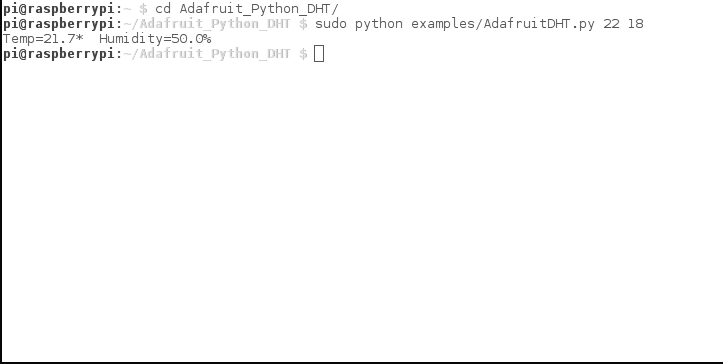 pi@raspberrypi:~ $ cd Adafruit_Python_DHT/
pi@raspberrypi:~/Adafruit_Python_DHT $ sudo python examples/AdafruitDHT.py 22 18
Temp=21.7*  Humidity=50.0%
pi@raspberrypi:~/Adafruit_Python_DHT $